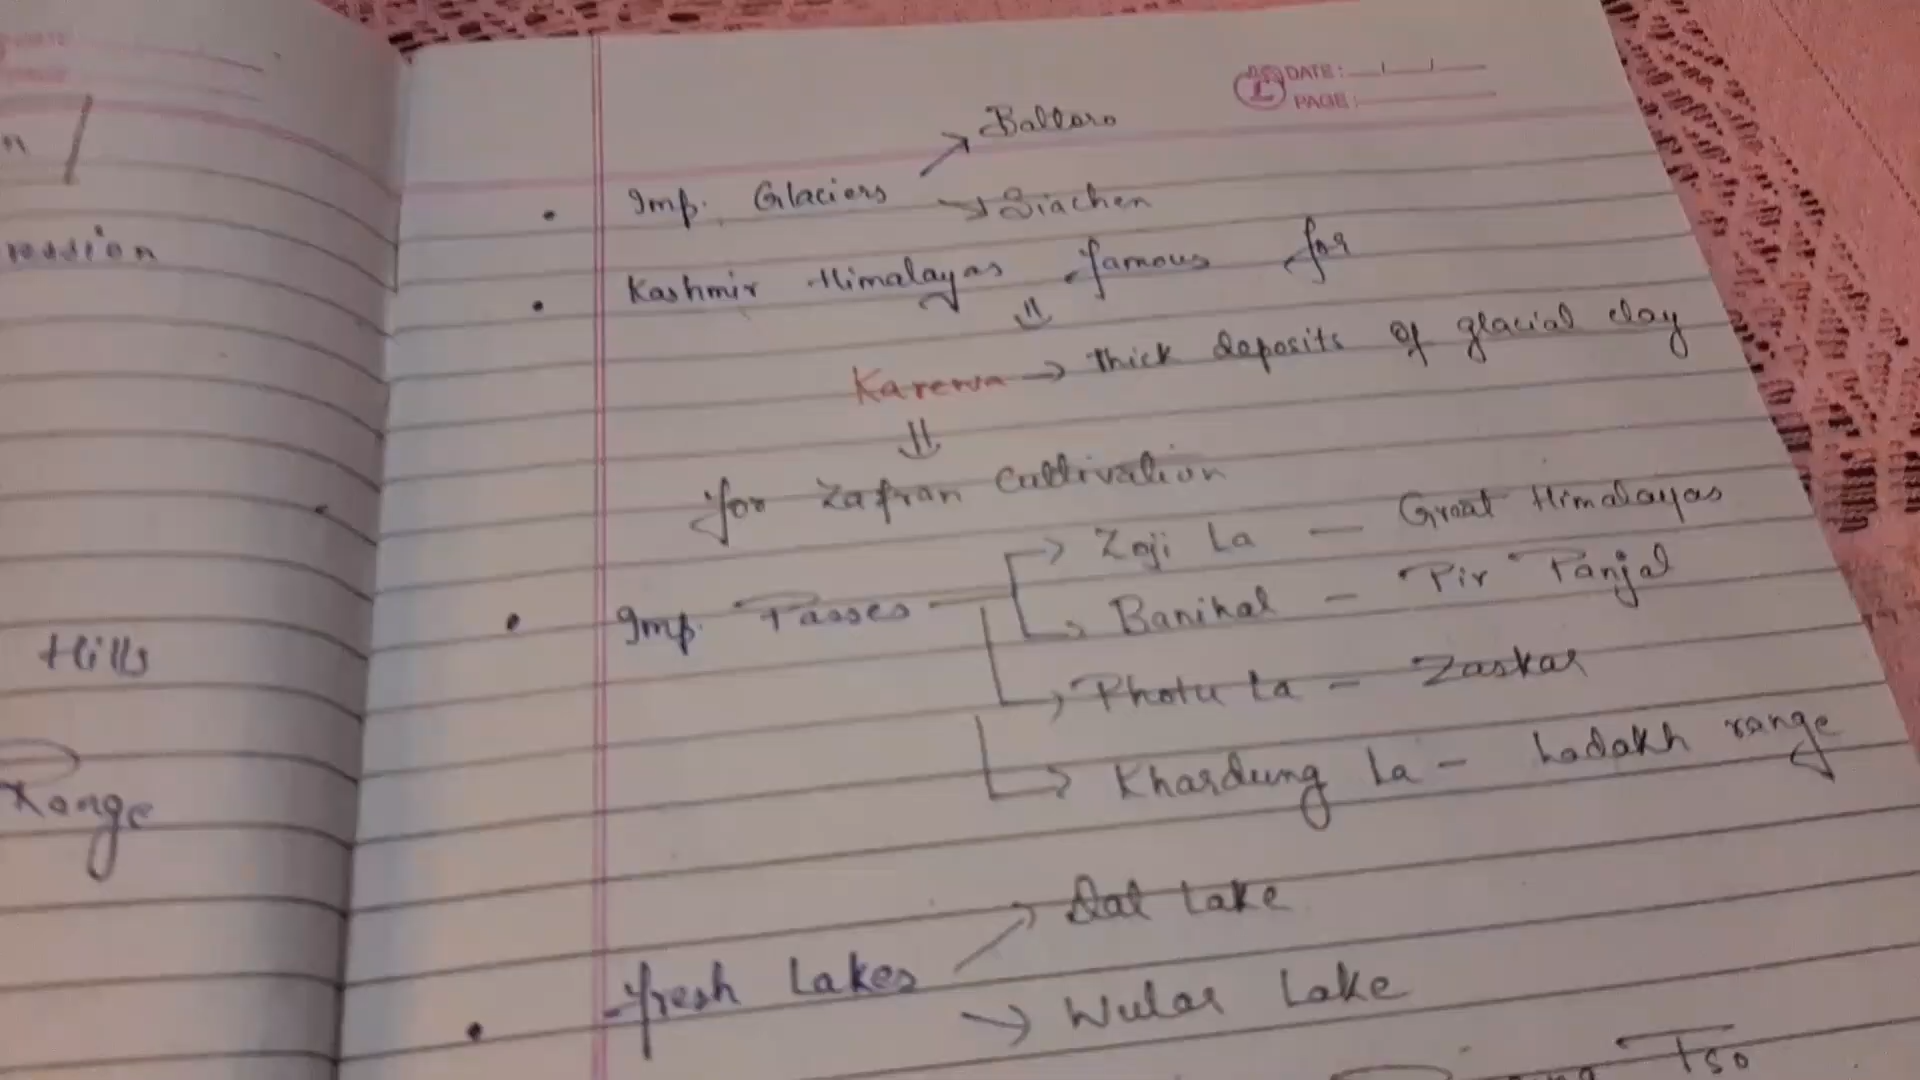 Hills
Range
DATE:
PAGE:
Baltoro
Imp. Glaciers
Siachen
Kashmir Himalayas famous for
Karewa → Thick deposits of glacial clay
for Zafran Cultivation
Zoji La — Great Himalayas
Imp. Passes
Banihal — Pir Panjal
Photu La — Zaskar
Khardung La — Ladakh range
Dal Lake
fresh Lakes
Wular Lake
Tso